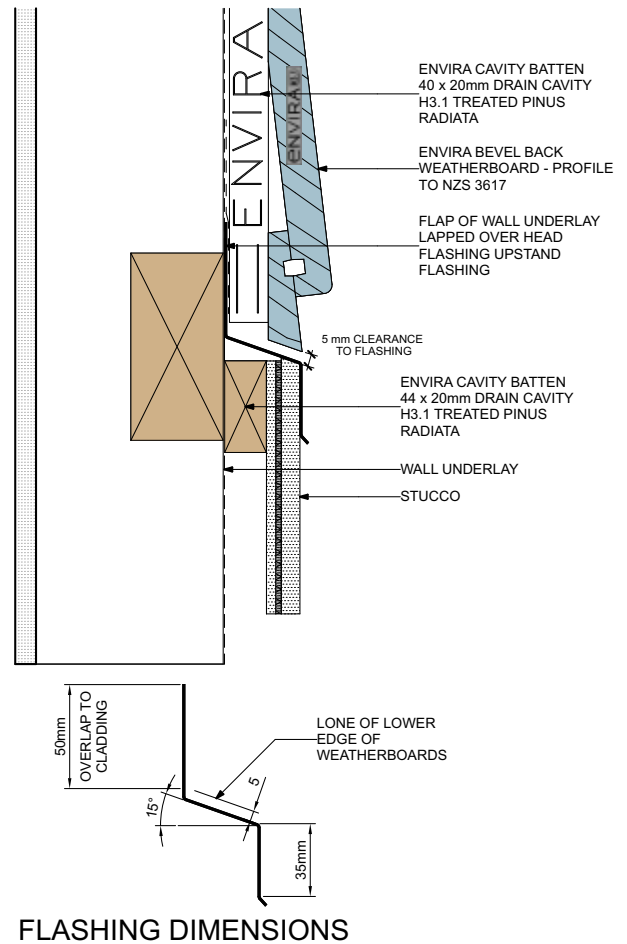 ENVIRA
ENVIRA
ENVIRA CAVITY BATTEN
40 x 20mm DRAIN CAVITY
H3.1 TREATED PINUS
RADIATA
ENVIRA BEVEL BACK
WEATHERBOARD - PROFILE
TO NZS 3617
FLAP OF WALL UNDERLAY
LAPPED OVER HEAD
FLASHING UPSTAND
FLASHING
5 mm CLEARANCE
TO FLASHING
ENVIRA CAVITY BATTEN
44 x 20mm DRAIN CAVITY
H3.1 TREATED PINUS
RADIATA
WALL UNDERLAY
STUCCO
50mm
OVERLAP TO
CLADDING
LONE OF LOWER
EDGE OF
WEATHERBOARDS
5
15°
35mm
FLASHING DIMENSIONS